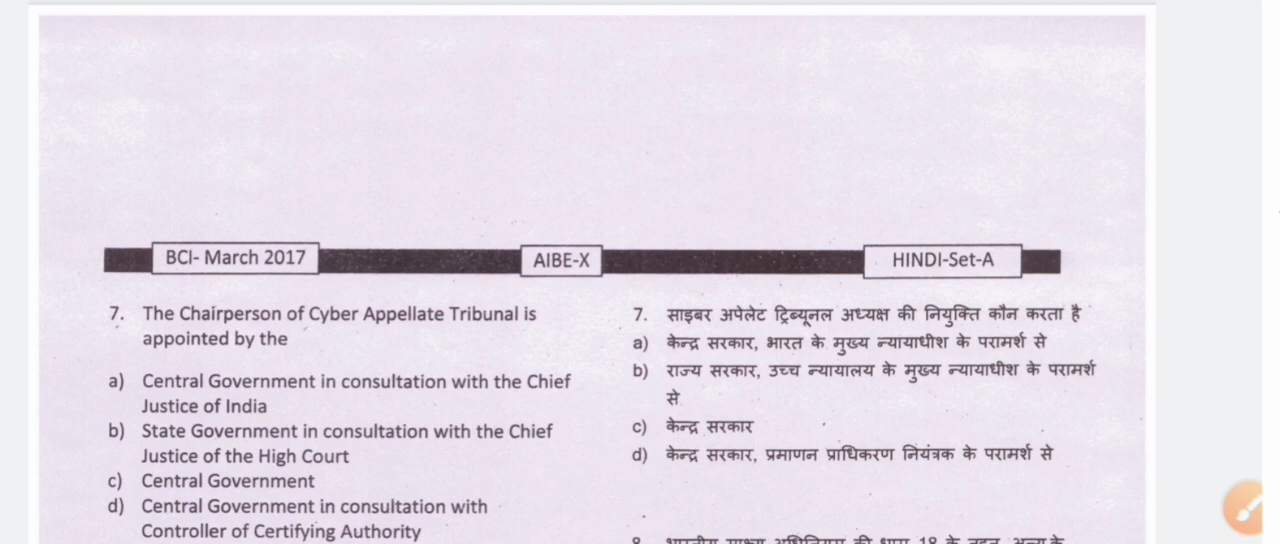 BCI- March 2017
AIBE-X
HINDI-Set-A
7. The Chairperson of Cyber Appellate Tribunal is
appointed by the
a) Central Government in consultation with the Chief
Justice of India
b) State Government in consultation with the Chief
Justice of the High Court
c) Central Government
d) Central Government in consultation with
Controller of Certifying Authority
7. साइबर अपेलेट ट्रिब्यूनल अध्यक्ष की नियुक्ति कौन करता है
a) केन्द्र सरकार, भारत के मुख्य न्यायाधीश के परामर्श से
b) राज्य सरकार, उच्च न्यायालय के मुख्य न्यायाधीश के परामर्श
से
c) केन्द्र सरकार
d) केन्द्र सरकार, प्रमाणन प्राधिकरण नियंत्रक के परामर्श से